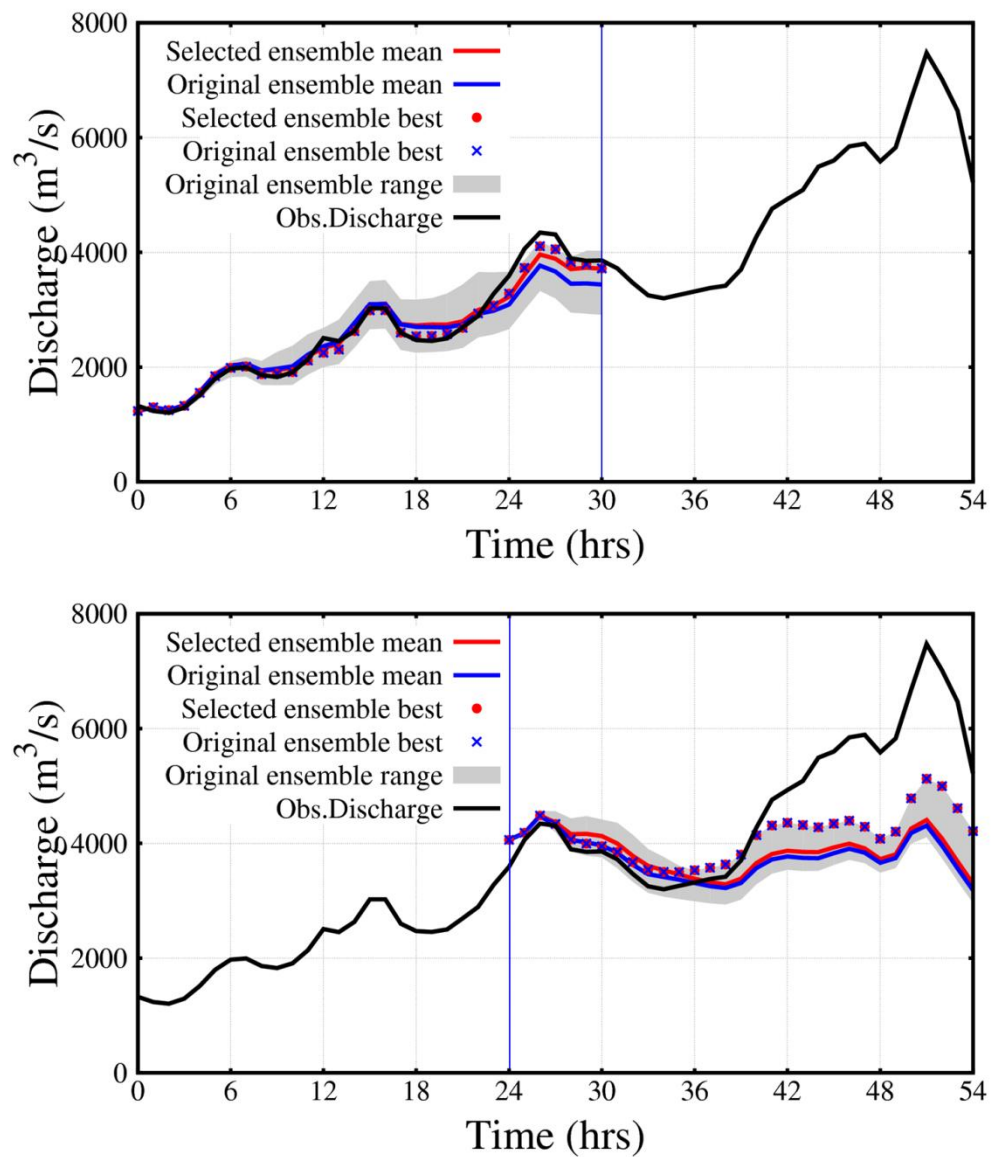 8000
6000
4000
2000
0
Discharge (m³/s)
Selected ensemble mean
Original ensemble mean
Selected ensemble best
Original ensemble best
Original ensemble range
Obs.Discharge
0 6 12 18 24 30 36 42 48 54
Time (hrs)
8000
6000
4000
2000
0
Discharge (m³/s)
Selected ensemble mean
Original ensemble mean
Selected ensemble best
Original ensemble best
Original ensemble range
Obs.Discharge
0 6 12 18 24 30 36 42 48 54
Time (hrs)